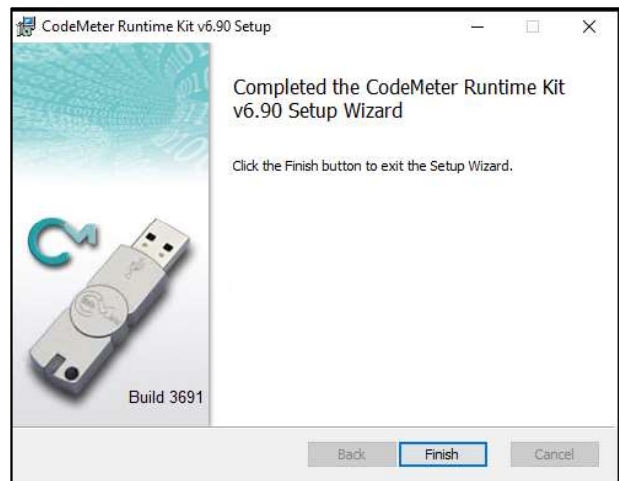 CodeMeter Runtime Kit v6.90 Setup
Completed the CodeMeter Runtime Kit
v6.90 Setup Wizard
Click the Finish button to exit the Setup Wizard.
Build 3691
Back
Finish
Cancel